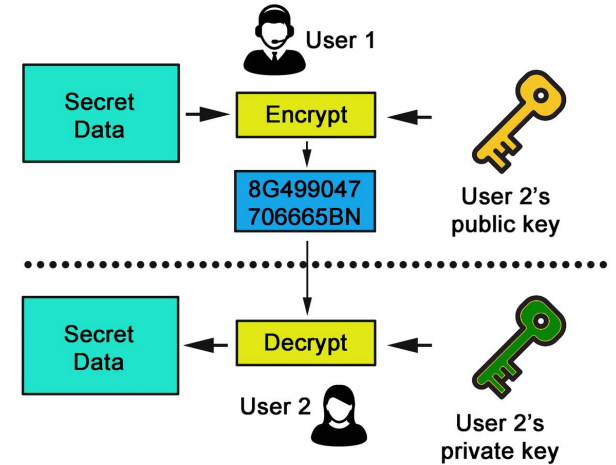 User 1
Secret
Data
Encrypt
8G499047
706665BN
User 2's
public key
Secret
Data
Decrypt
User 2
User 2's
private key